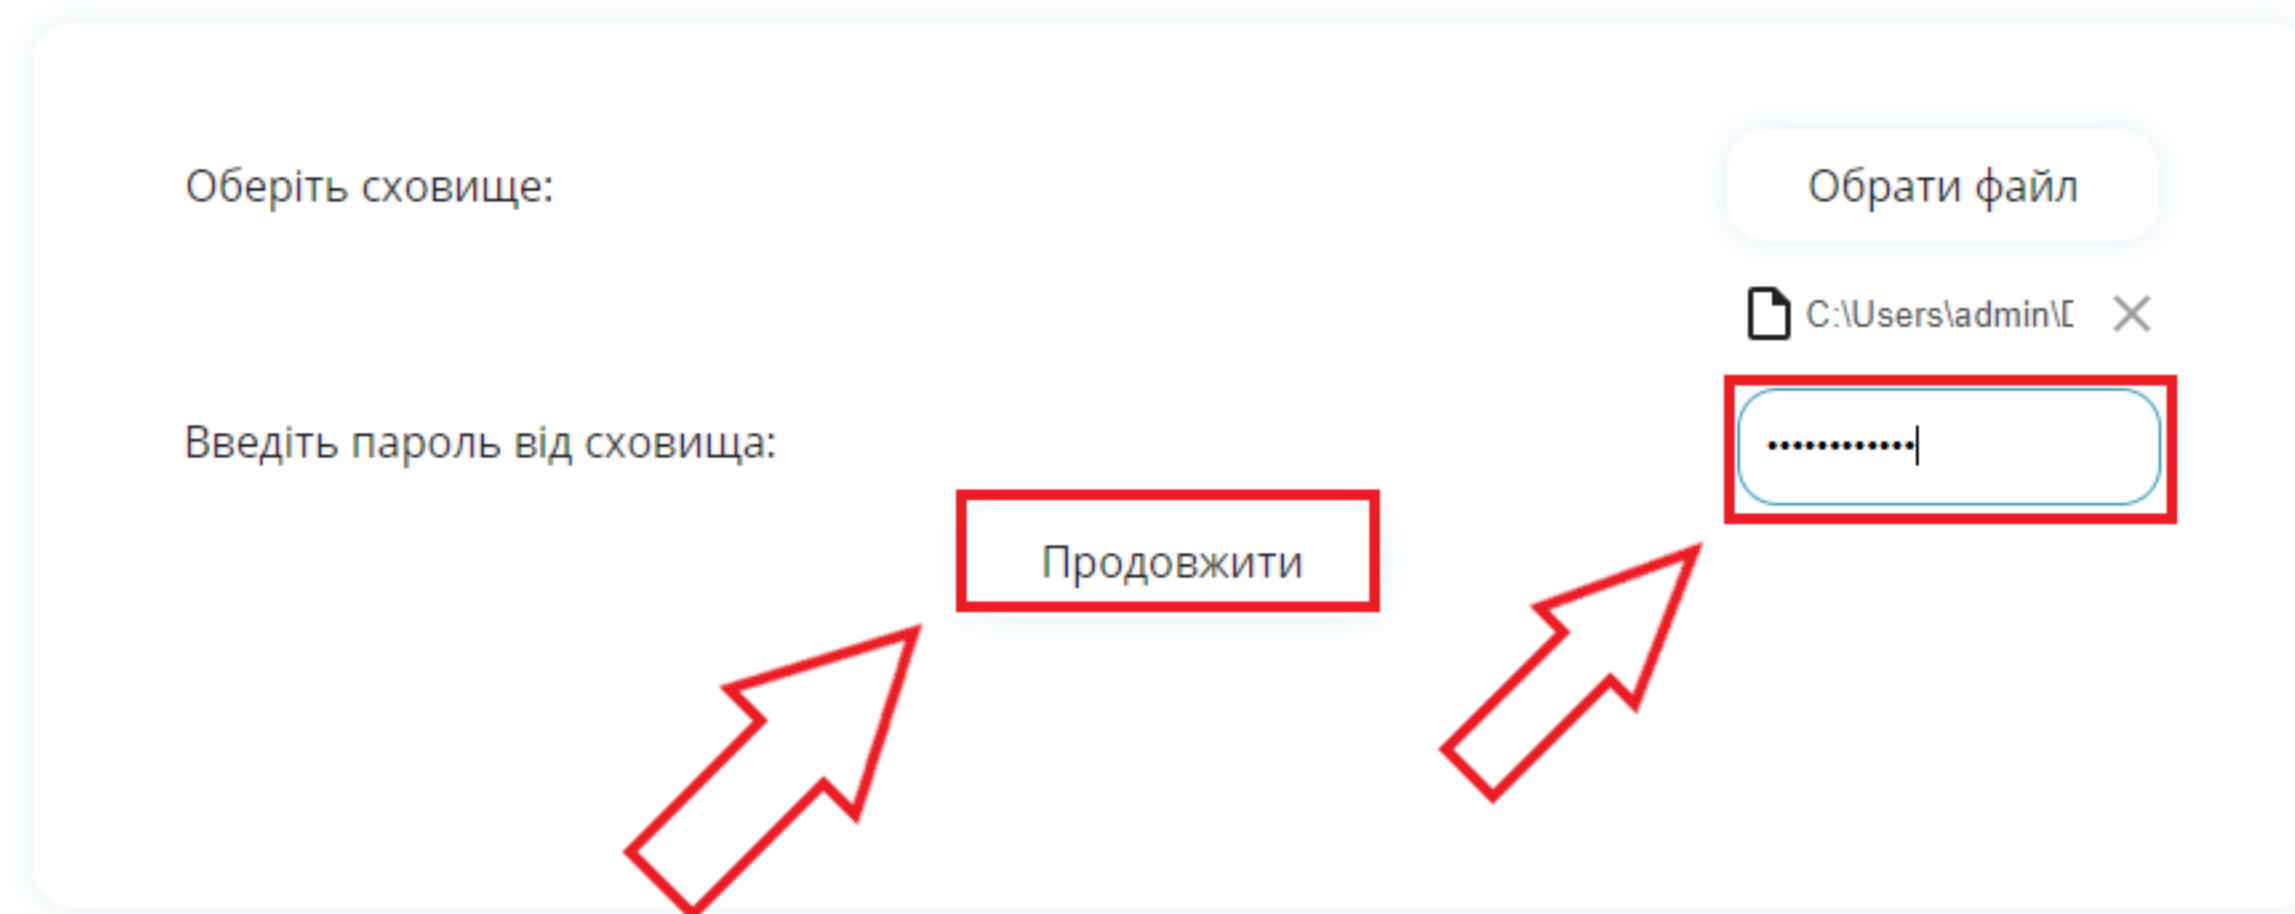 Оберіть сховище:
Обрати файл
C:\Users\admin\
Введіть пароль від сховища:
••••••••••••
Продовжити